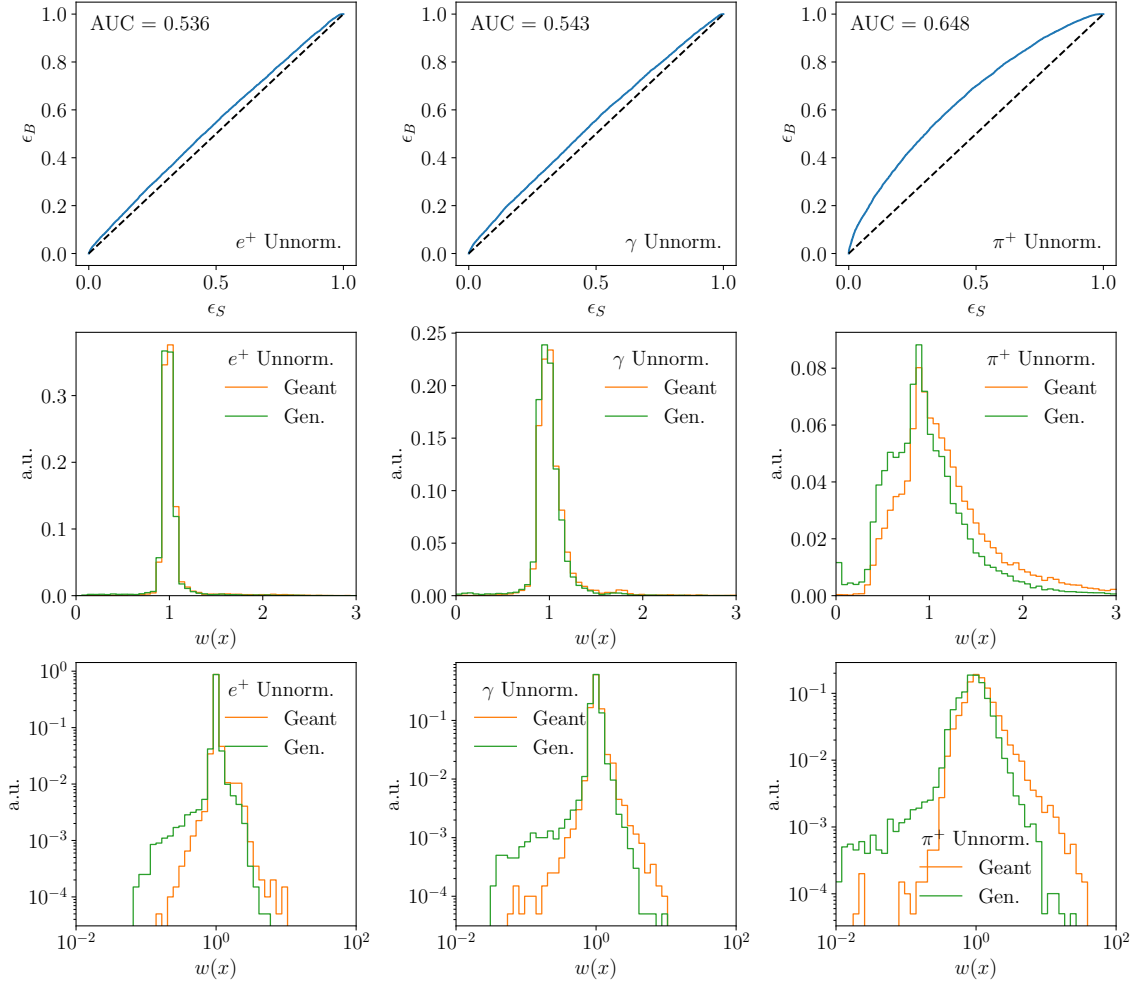 AUC = 0.536
1.0
0.8
0.6
0.4
0.2
0.0
ϵ_B
e⁺ Unnorm.
0.0 0.5 1.0
ϵ_S
AUC = 0.543
1.0
0.8
0.6
0.4
0.2
0.0
ϵ_B
γ Unnorm.
0.0 0.5 1.0
ϵ_S
AUC = 0.648
1.0
0.8
0.6
0.4
0.2
0.0
ϵ_B
π⁺ Unnorm.
0.0 0.5 1.0
ϵ_S
e⁺ Unnorm.
Geant
Gen.
0.3
0.2
0.1
0.0
a.u.
0 1 2 3
w(x)
γ Unnorm.
Geant
Gen.
0.25
0.20
0.15
0.10
0.05
0.00
a.u.
0 1 2 3
w(x)
π⁺ Unnorm.
Geant
Gen.
0.08
0.06
0.04
0.02
0.00
a.u.
0 1 2 3
w(x)
e⁺ Unnorm.
Geant
Gen.
10⁰
10⁻¹
10⁻²
10⁻³
10⁻⁴
a.u.
10⁻² 10⁰ 10²
w(x)
γ Unnorm.
Geant
Gen.
10⁻¹
10⁻²
10⁻³
10⁻⁴
a.u.
10⁻² 10⁰ 10²
w(x)
10⁻¹
10⁻²
10⁻³
10⁻⁴
a.u.
π⁺ Unnorm.
Geant
Gen.
10⁻² 10⁰ 10²
w(x)